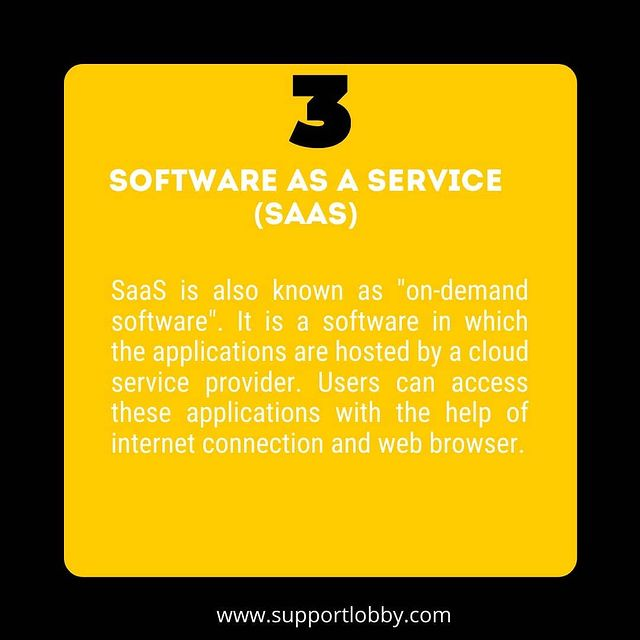 3
SOFTWARE AS A SERVICE
(SAAS)
SaaS is also known as "on-demand
software". It is a software in which
the applications are hosted by a cloud
service provider. Users can access
these applications with the help of
internet connection and web browser.
www.supportlobby.com